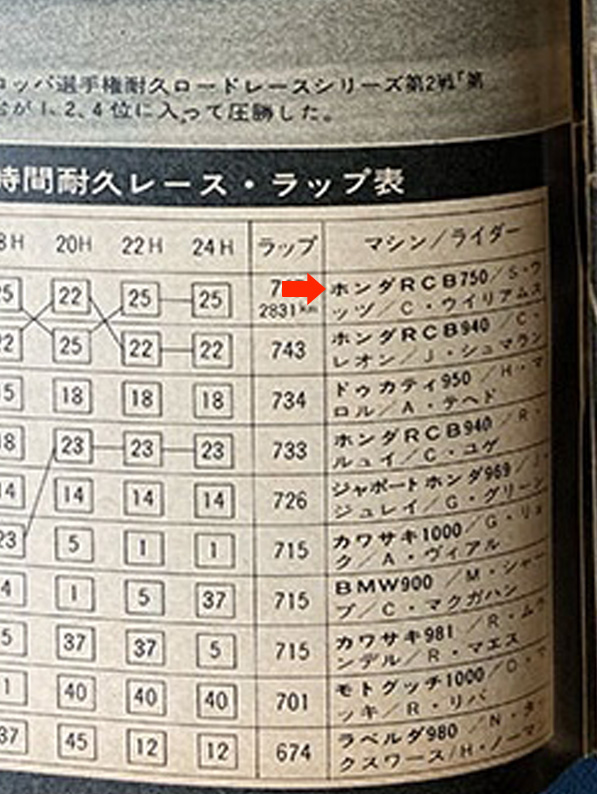 ロッパ選手権耐久ロードレースシリーズ第2戦「第
が1、2、4位に入って圧勝した。
時間耐久レース・ラップ表
8H 20H 22H 24H ラップ マシン/ライダー
25 22 25 25 ホンダRCB750/S・ウ
2831km ッツ/C・ウイリアムス
22 25 22 22 743 ホンダRCB940/C・
レオン/J・シュマラン
5 18 18 18 734 ドゥカティ950/H・マ
ロル/A・テヘド
18 23 23 23 733 ホンダRCB940/R・
ルュイ/C・ユゲ
14 14 14 14 726 ジャポートホンダ969/J・
ジュレイ/G・グリーン
23 5 1 1 715 カワサキ1000/G・リュ
ク/A・ヴィアル
4 1 5 37 715 BMW900/M・シャー
プ/C・マクガハン
5 37 37 5 715 カワサキ981/R・ムウ
ンデル/R・マエス
1 40 40 40 701 モトグッチ1000/O・マ
ッキ/R・リバ
37 45 12 12 674 ラベルダ980/N・タッ
クスワース/H・ノーマ